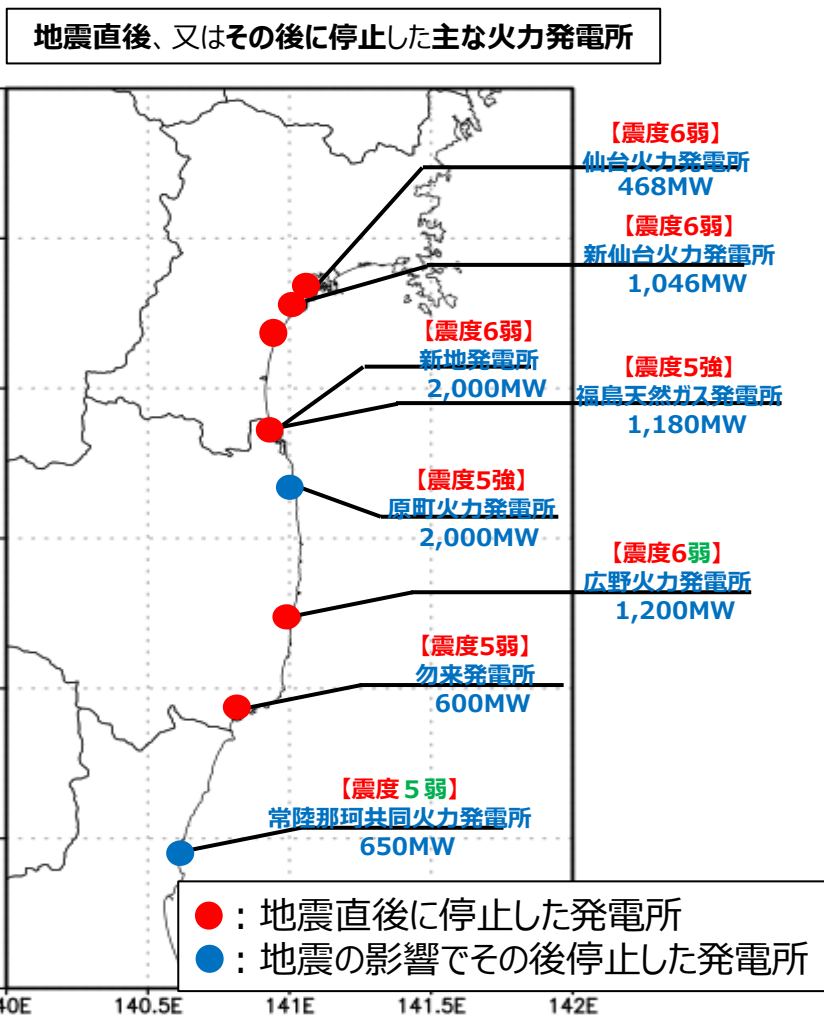 地震直後、又はその後に停止した主な火力発電所
【震度6弱】
仙台火力発電所
468MW
【震度6弱】
新仙台火力発電所
1,046MW
【震度6弱】
新地発電所
2,000MW
【震度5強】
福島天然ガス発電所
1,180MW
【震度5強】
原町火力発電所
2,000MW
【震度6弱】
広野火力発電所
1,200MW
【震度5弱】
勿来発電所
600MW
【震度５弱】
常陸那珂共同火力発電所
650MW
：地震直後に停止した発電所
：地震の影響でその後停止した発電所
40E 140.5E 141E 141.5E 142E